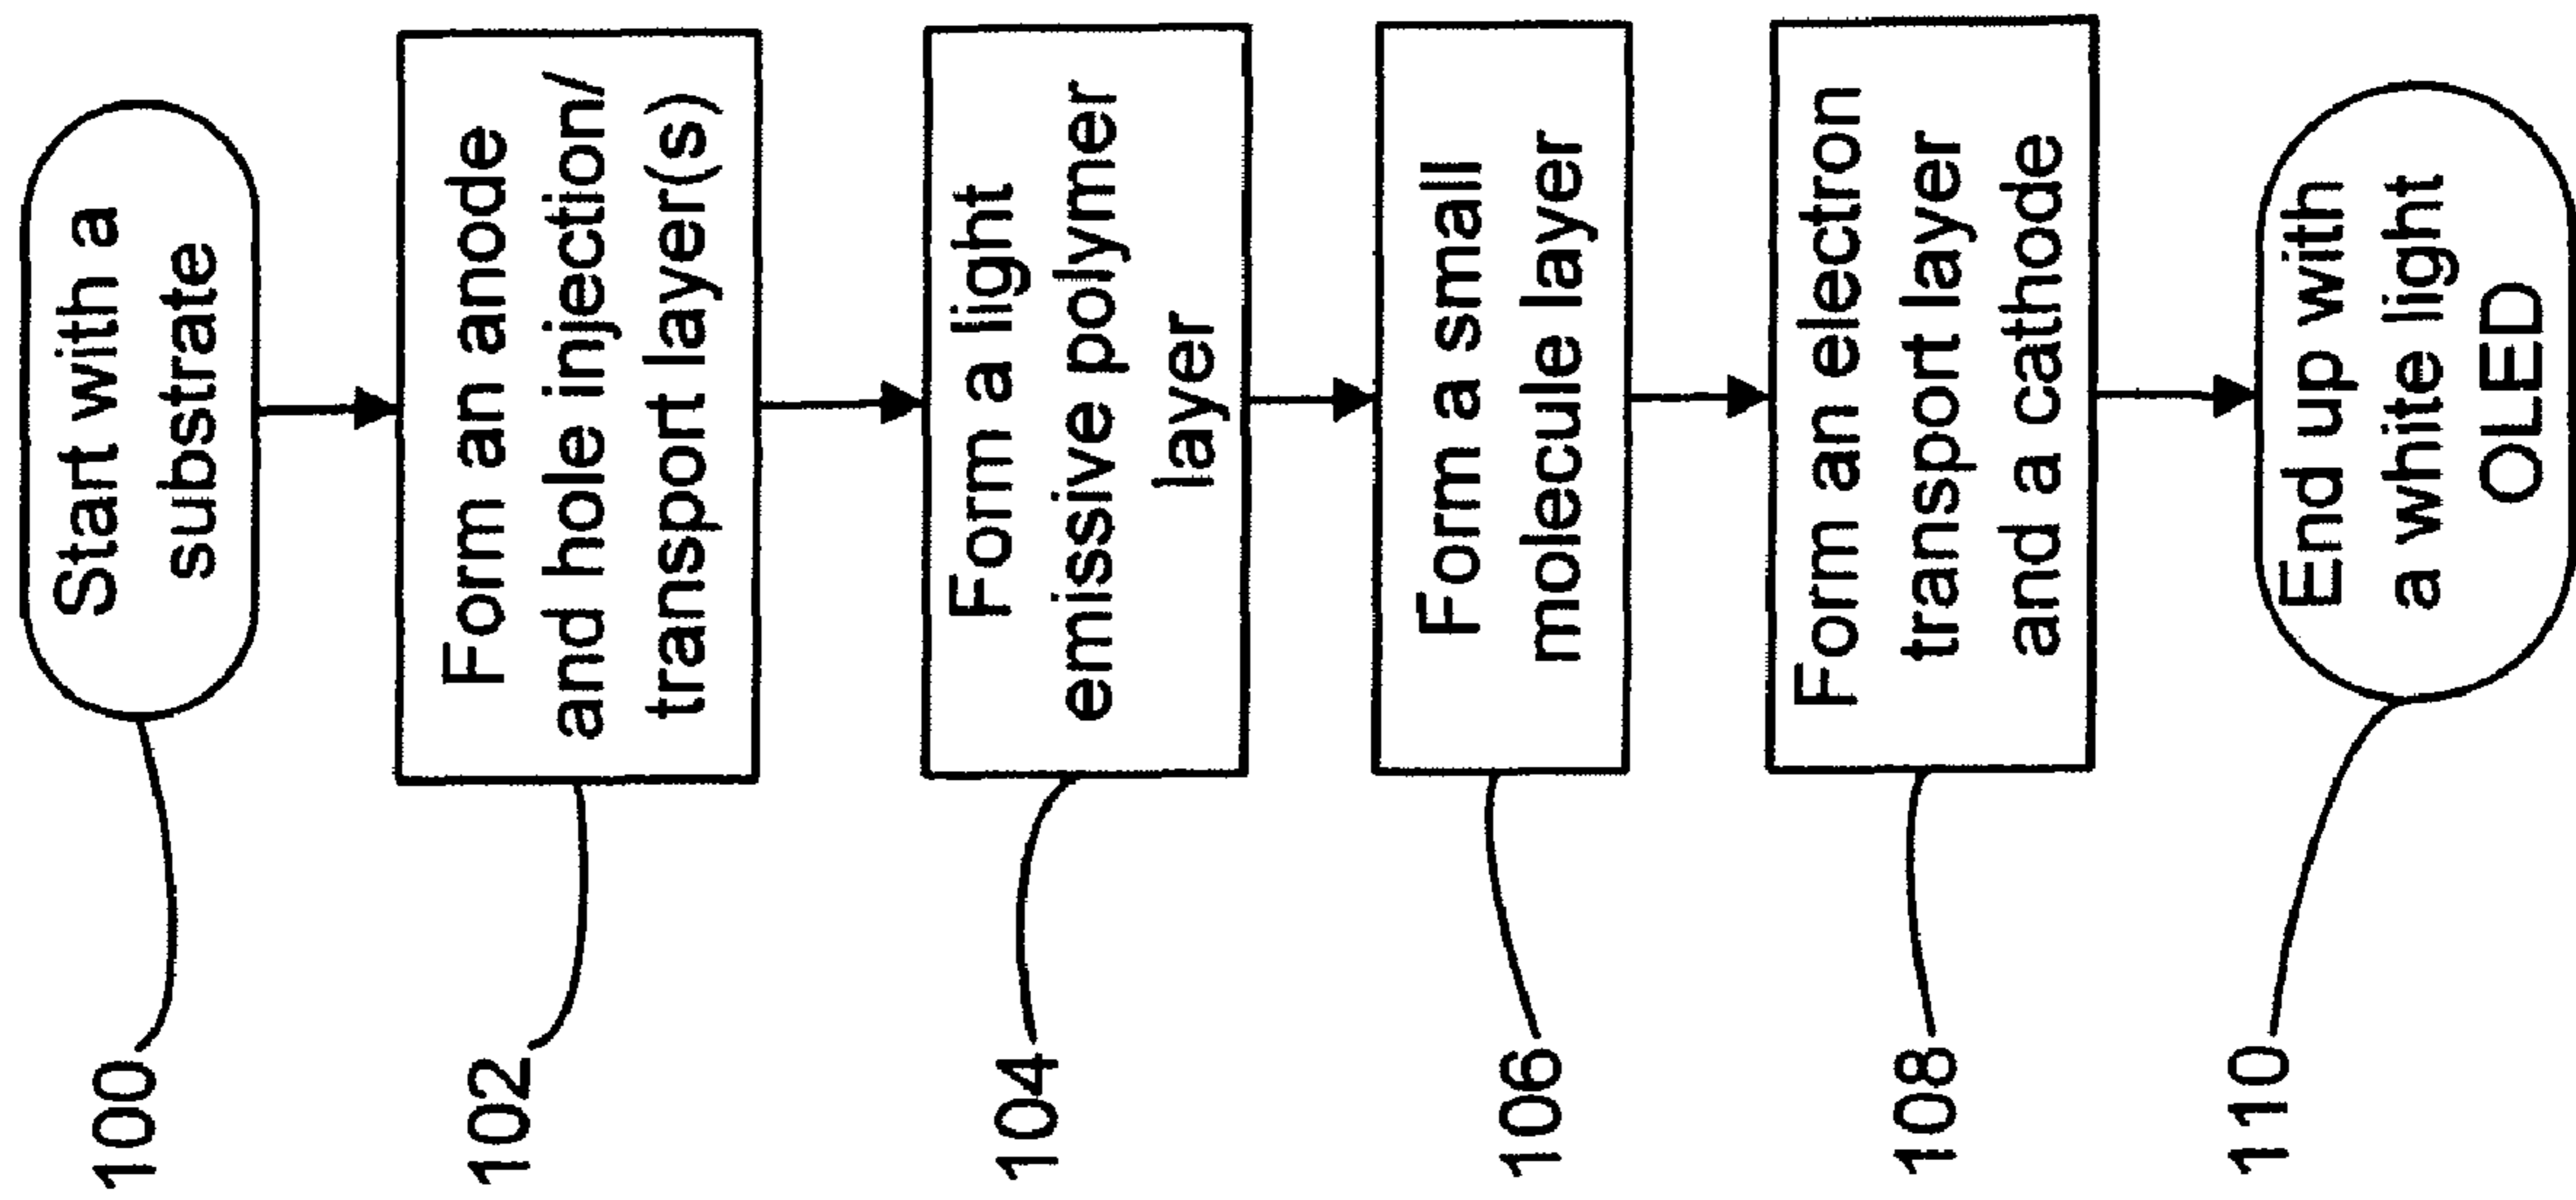 100
Start with a
substrate
102
Form an anode
and hole injection/
transport layer(s)
104
Form a light
emissive polymer
layer
106
Form a small
molecule layer
108
Form an electron
transport layer
and a cathode
110
End up with
a white light
OLED